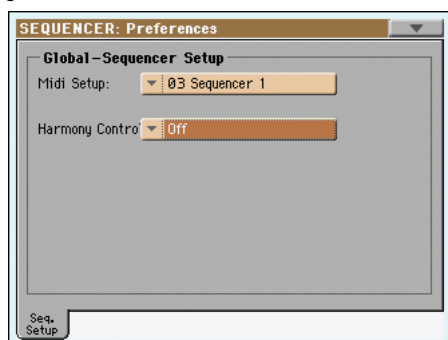 SEQUENCER: Preferences
Global-Sequencer Setup
Midi Setup: 03 Sequencer 1
Harmony Contro Off
Seq.
Setup